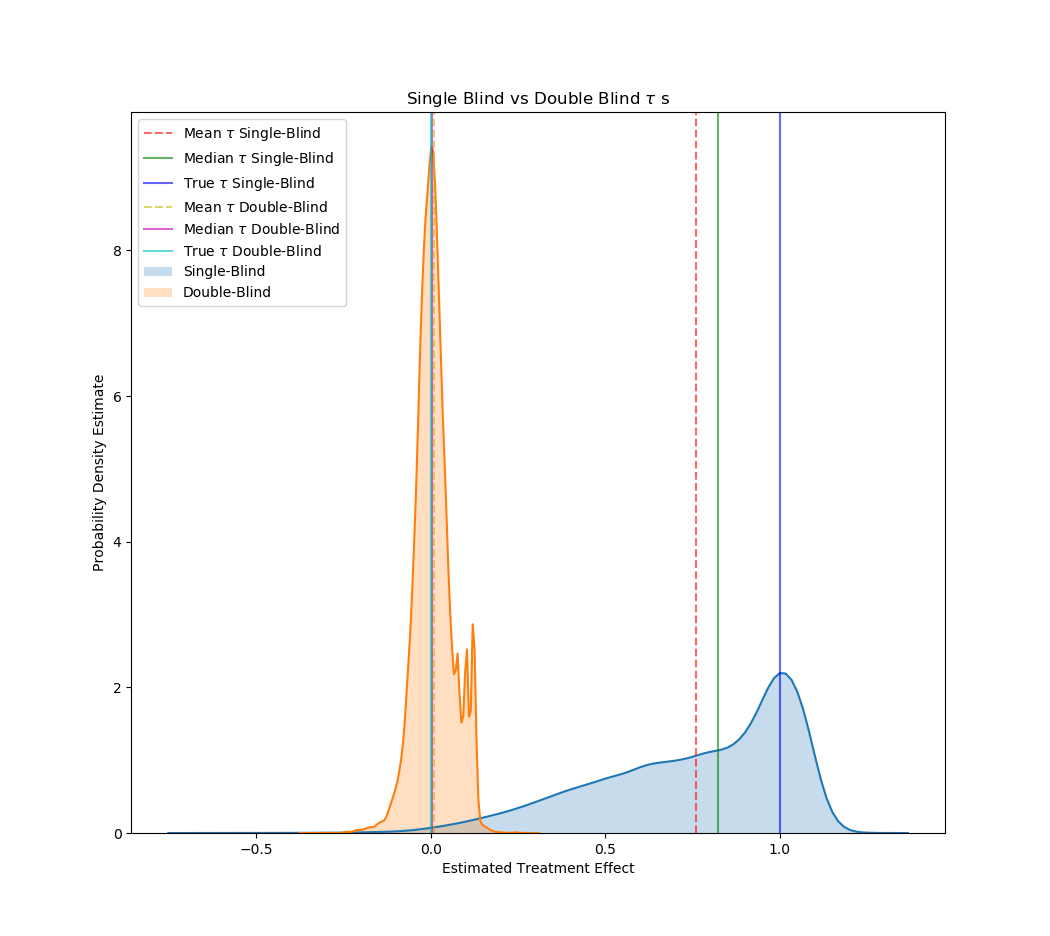 Single Blind vs Double Blind τ s
Mean τ Single-Blind
Median τ Single-Blind
True τ Single-Blind
Mean τ Double-Blind
Median τ Double-Blind
True τ Double-Blind
Single-Blind
Double-Blind
Probability Density Estimate
8
6
4
2
0
−0.5
0.0
0.5
1.0
Estimated Treatment Effect